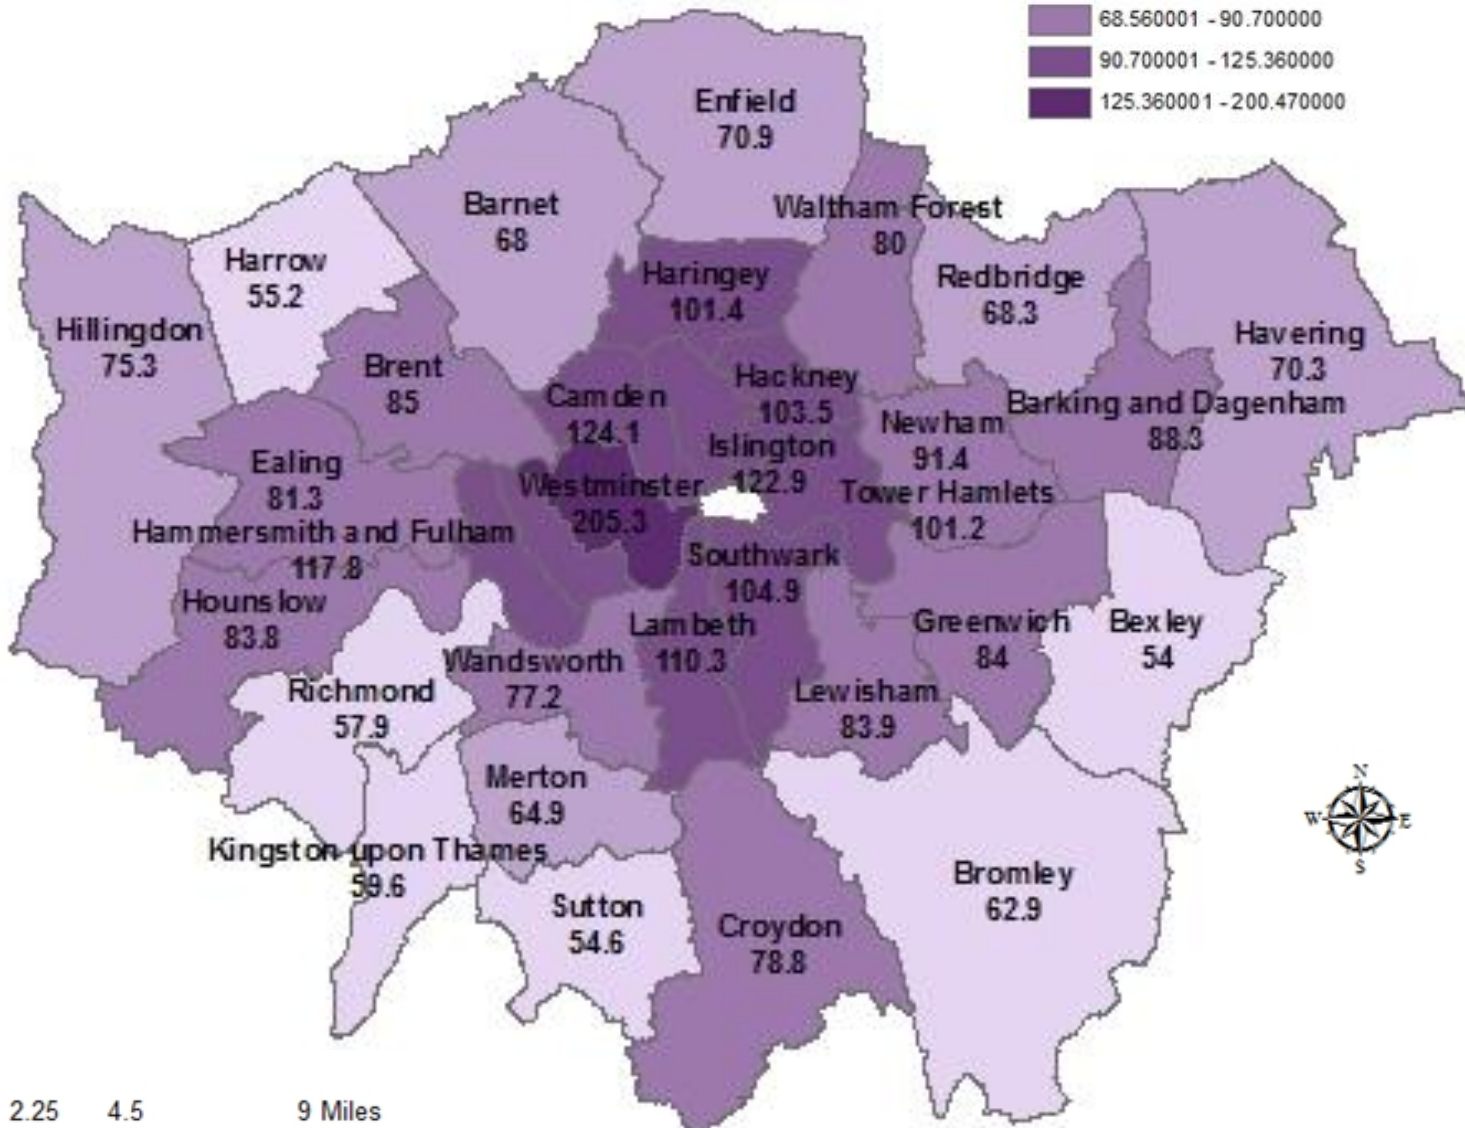 68.560001 - 90.700000
90.700001 - 125.360000
125.360001 - 200.470000
Enfield
70.9
Barnet
68
Waltham Forest
80
Harrow
55.2
Haringey
101.4
Redbridge
68.3
Hillingdon
75.3
Havering
70.3
Brent
85
Camden
124.1
Hackney
103.5
Newham
91.4
Barking and Dagenham
88.3
Islington
122.9
Ealing
81.3
Westminster
205.3
Tower Hamlets
101.2
Hammersmith and Fulham
117.8
Southwark
104.9
Hounslow
83.8
Lambeth
110.3
Greenwich
84
Bexley
54
Wandsworth
77.2
Richmond
57.9
Lewisham
83.9
Merton
64.9
Kingston upon Thames
59.6
Bromley
62.9
Sutton
54.6
Croydon
78.8
N
W E
S
2.25 4.5 9 Miles